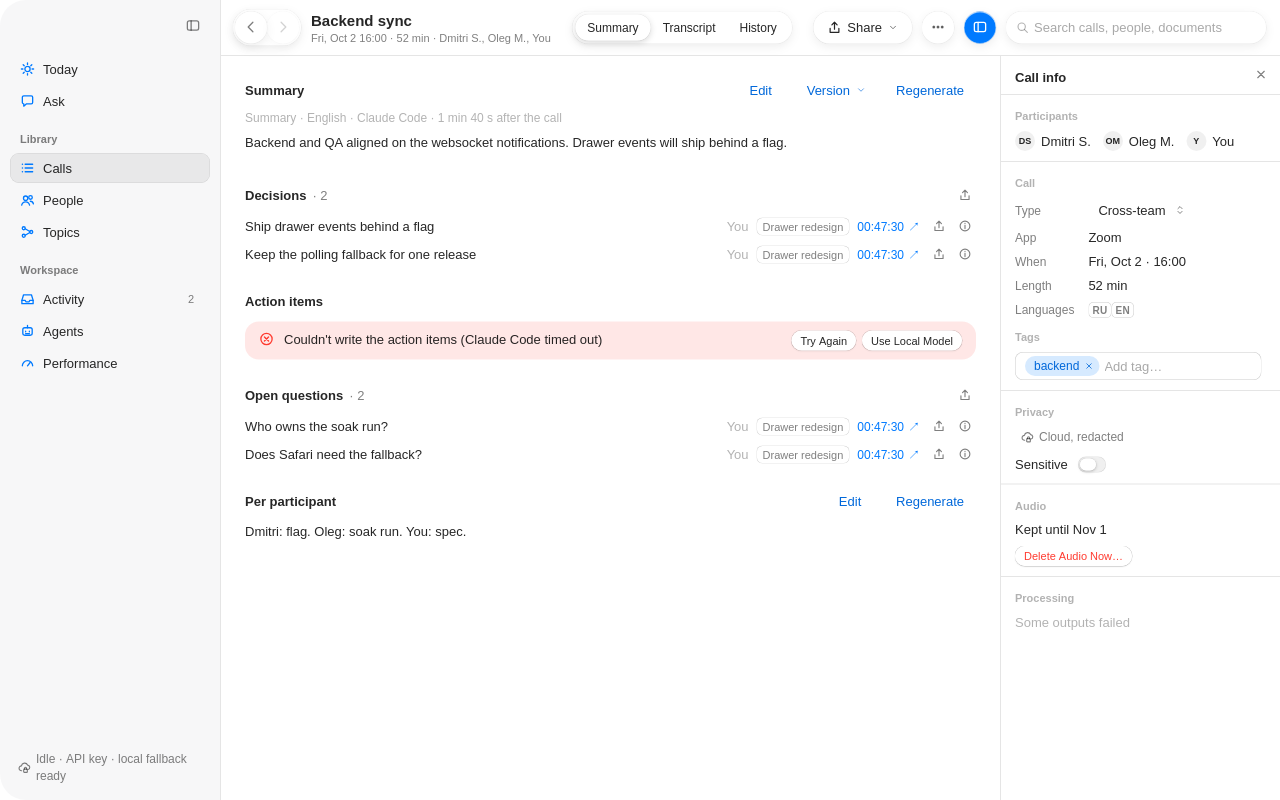 Today
Ask
Library
Calls
People
Topics
Workspace
Activity 2
Agents
Performance
Idle · API key · local fallback
ready
Backend sync
Fri, Oct 2 16:00 · 52 min · Dmitri S., Oleg M., You
Summary Transcript History
Share
Search calls, people, documents
Summary Edit Version Regenerate
Summary · English · Claude Code · 1 min 40 s after the call
Backend and QA aligned on the websocket notifications. Drawer events will ship behind a flag.
Decisions · 2
Ship drawer events behind a flag You Drawer redesign 00:47:30
Keep the polling fallback for one release You Drawer redesign 00:47:30
Action items
Couldn't write the action items (Claude Code timed out) Try Again Use Local Model
Open questions · 2
Who owns the soak run? You Drawer redesign 00:47:30
Does Safari need the fallback? You Drawer redesign 00:47:30
Per participant Edit Regenerate
Dmitri: flag. Oleg: soak run. You: spec.
Call info
Participants
DS Dmitri S. OM Oleg M. Y You
Call
Type Cross-team
App Zoom
When Fri, Oct 2 · 16:00
Length 52 min
Languages RU EN
Tags
backend Add tag…
Privacy
Cloud, redacted
Sensitive
Audio
Kept until Nov 1
Delete Audio Now…
Processing
Some outputs failed